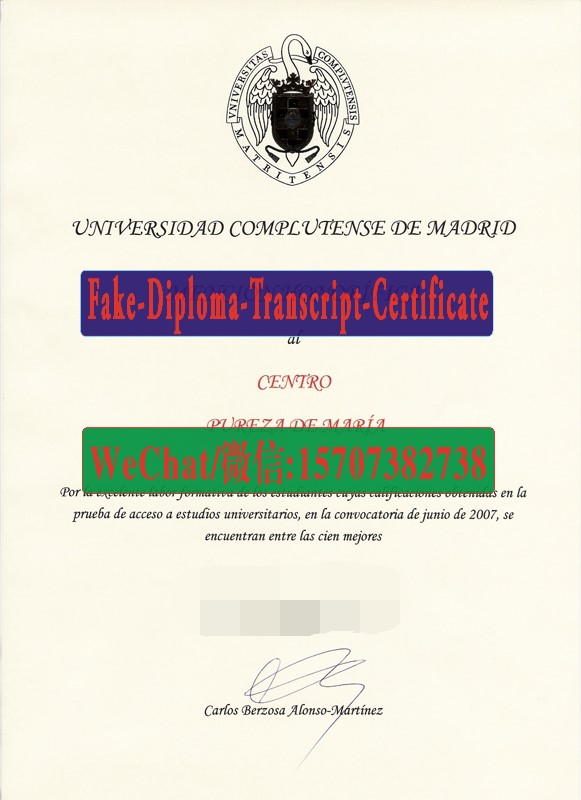 VNIVERSITAS COMPLVTENSIS
MATRITENSIS
UNIVERSIDAD COMPLUTENSE DE MADRID
Fake-Diploma-Transcript-Certificate
al
CENTRO
PUREZA DE MARÍA
WeChat/微信:15707382738
Por la excelente labor formativa de los estudiantes cuyas calificaciones obtenidas en la
prueba de acceso a estudios universitarios, en la convocatoria de junio de 2007, se
encuentran entre las cien mejores
Carlos Berzosa Alonso-Martínez